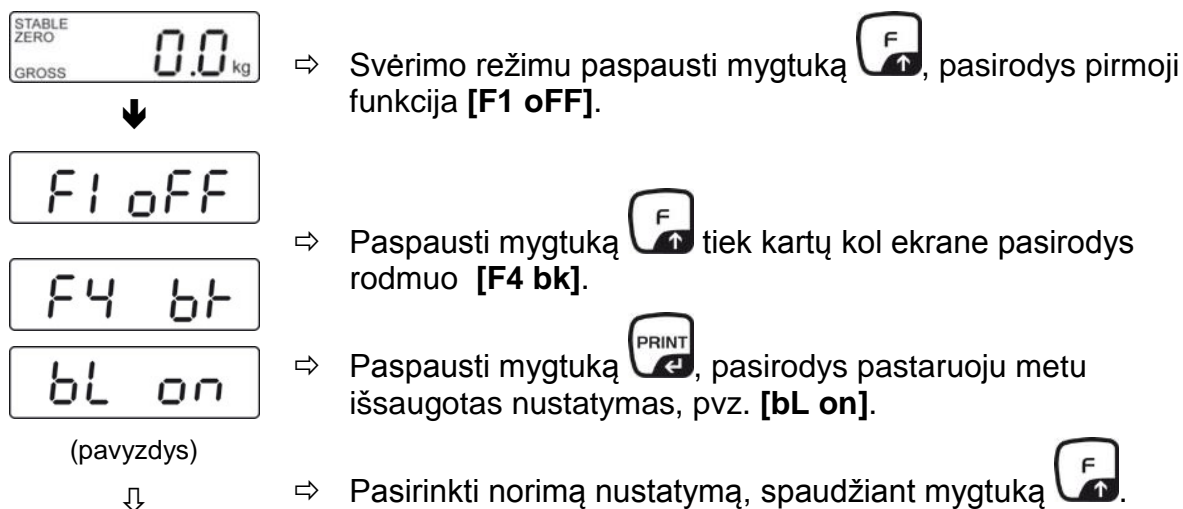 STABLE
ZERO
GROSS
0.0 kg
⇨ Svėrimo režimu paspausti mygtuką F, pasirodys pirmoji
funkcija [F1 oFF].
F1 oFF
⇨ Paspausti mygtuką F tiek kartų kol ekrane pasirodys
rodmuo [F4 bk].
F4 bk
⇨ Paspausti mygtuką PRINT, pasirodys pastaruoju metu
išsaugotas nustatymas, pvz. [bL on].
bL on
(pavyzdys)
⇨ Pasirinkti norimą nustatymą, spaudžiant mygtuką F.